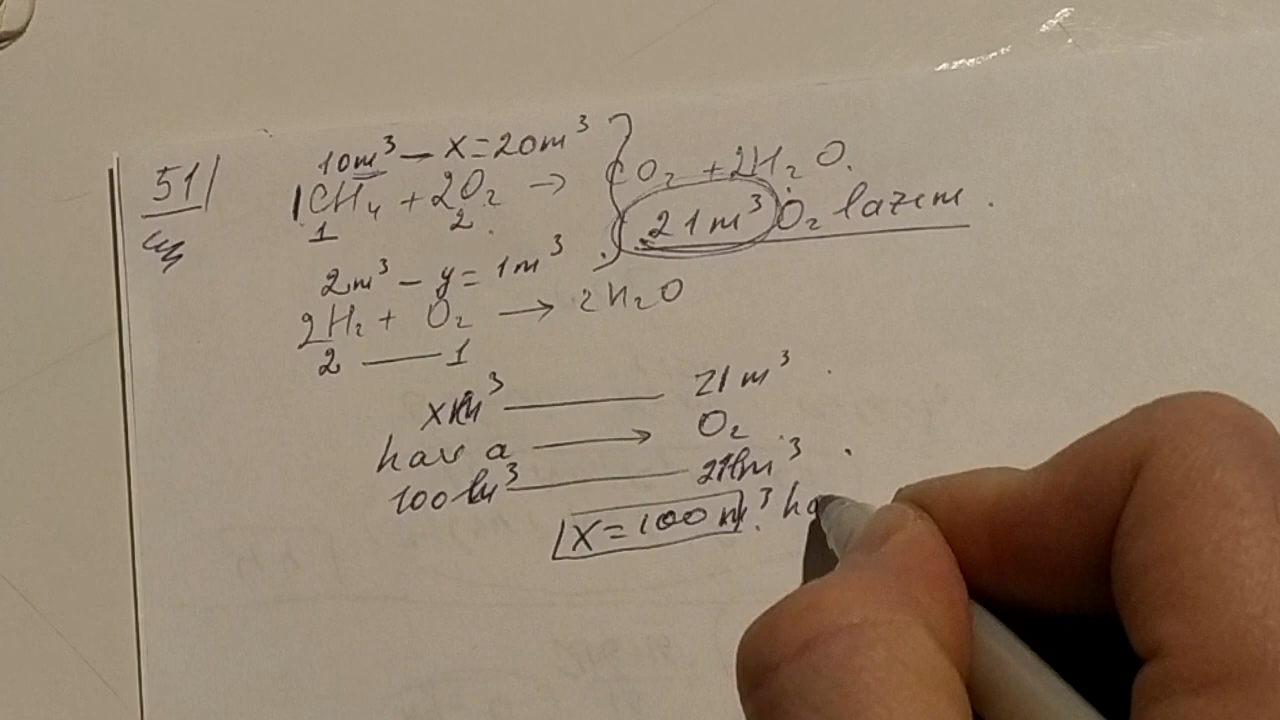 51
10m³ — x=20m³
1CH₄ + 2O₂ → CO₂ + 2H₂O.
1 2.
21m³ O₂ lazım.
2m³ — y = 1m³.
2H₂ + O₂ → 2H₂O
2 — 1
xm³ — 21m³
hava → O₂
100 m³ — 21m³
x=100 m³. ha